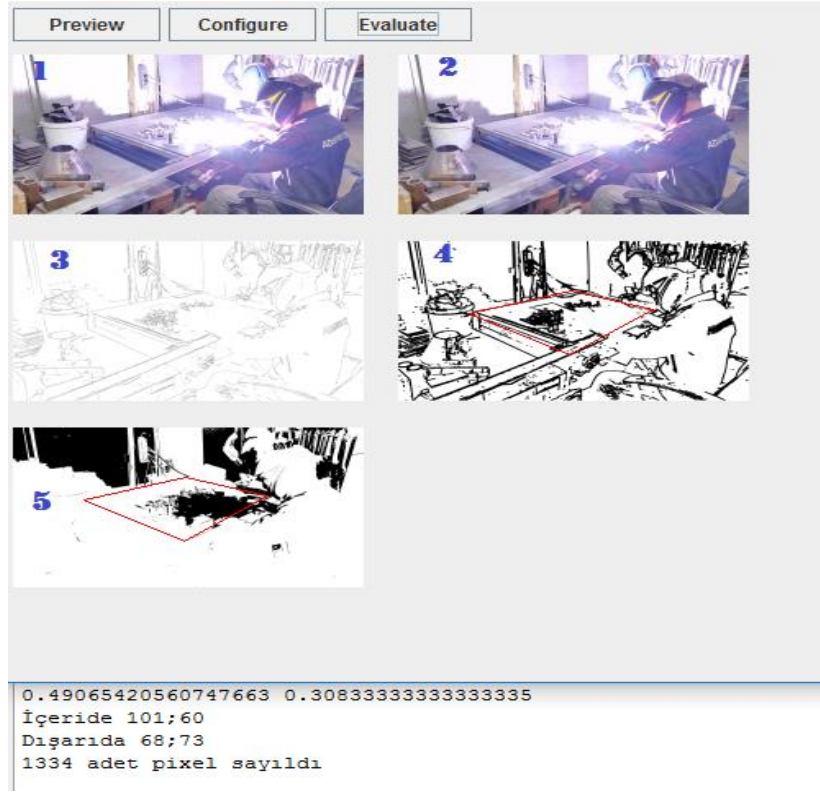 Preview Configure Evaluate
1 2
3 4
5
0.49065420560747663 0.30833333333333335
İçeride 101;60
Dışarıda 68;73
1334 adet pixel sayıldı